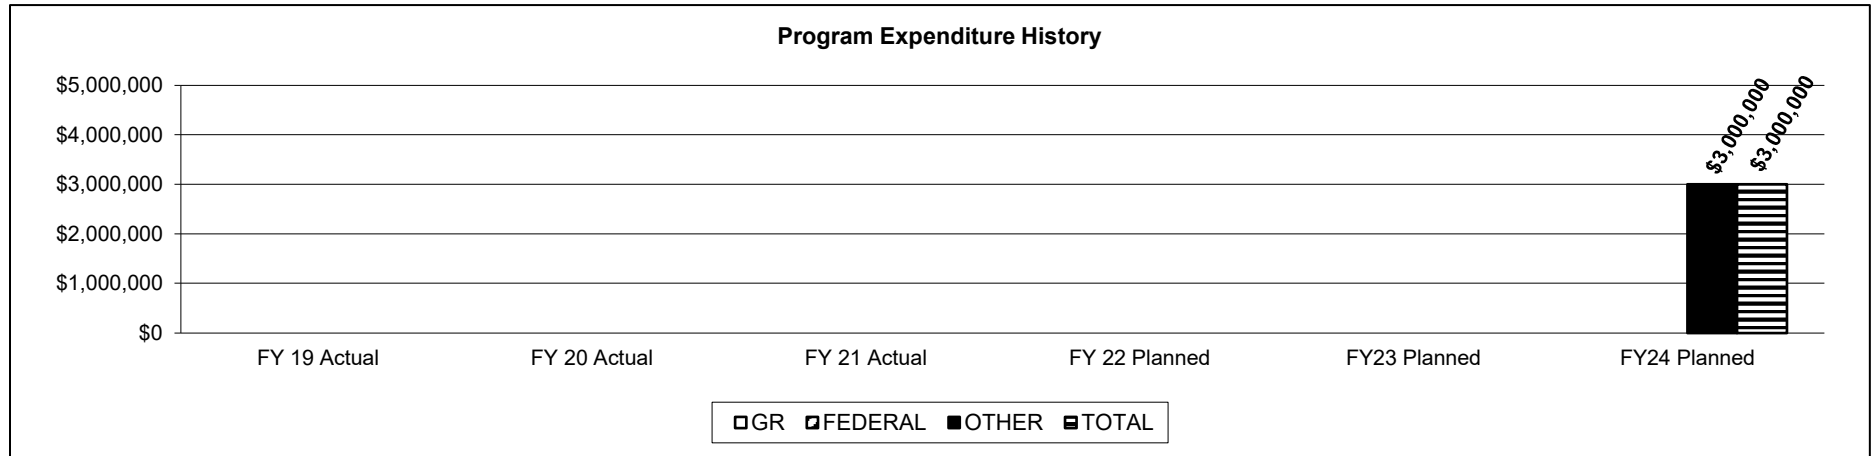 Program Expenditure History
$5,000,000
$4,000,000
$3,000,000
$2,000,000
$1,000,000
$0
$3,000,000
$3,000,000
FY 19 Actual
FY 20 Actual
FY 21 Actual
FY 22 Planned
FY23 Planned
FY24 Planned
GR FEDERAL OTHER TOTAL